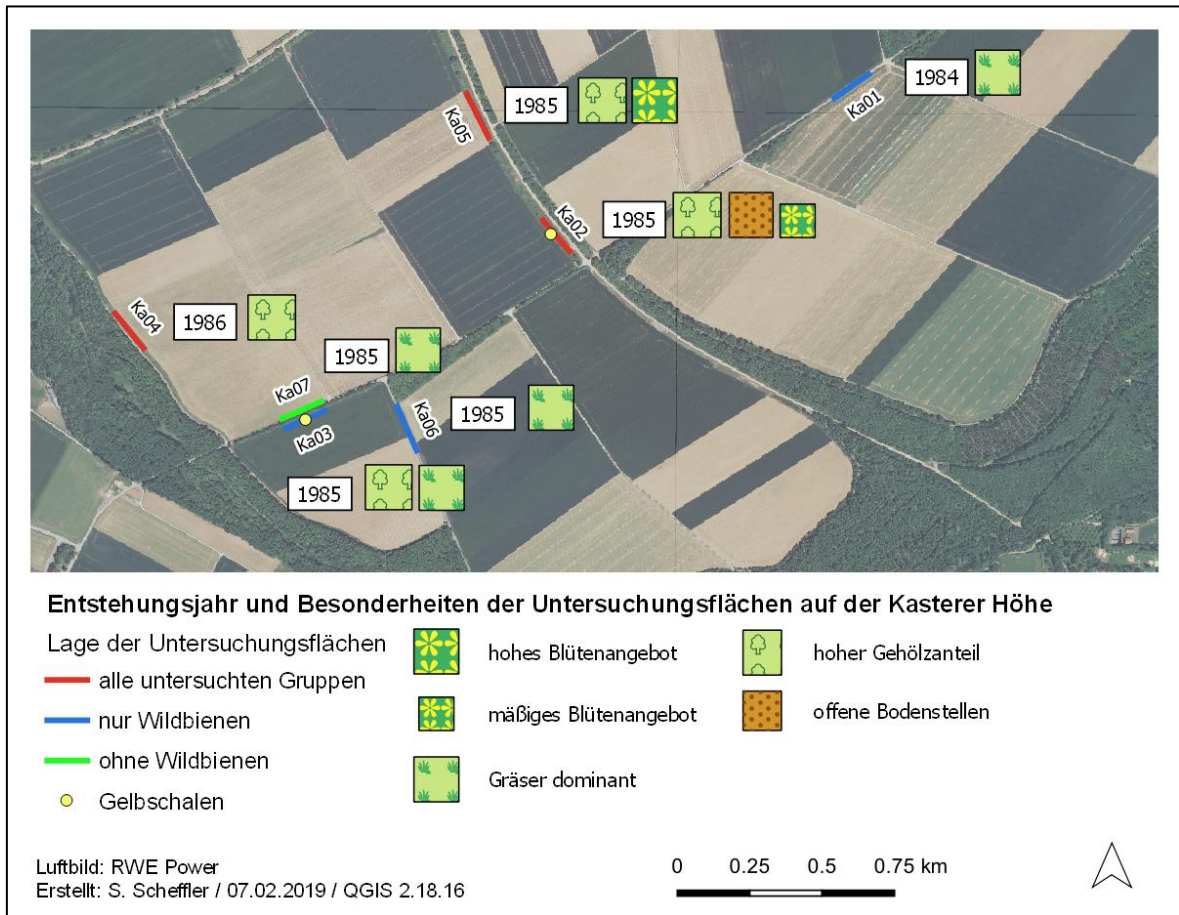 1984
Ka01
1985
Ka05
1985
Ka02
Ka04
1986
1985
Ka07
Ka03
Ka06
1985
1985
Entstehungsjahr und Besonderheiten der Untersuchungsflächen auf der Kasterer Höhe
Lage der Untersuchungsflächen
alle untersuchten Gruppen
nur Wildbienen
ohne Wildbienen
Gelbschalen
hohes Blütenangebot
mäßiges Blütenangebot
Gräser dominant
hoher Gehölzanteil
offene Bodenstellen
Luftbild: RWE Power
Erstellt: S. Scheffler / 07.02.2019 / QGIS 2.18.16
0 0.25 0.5 0.75 km